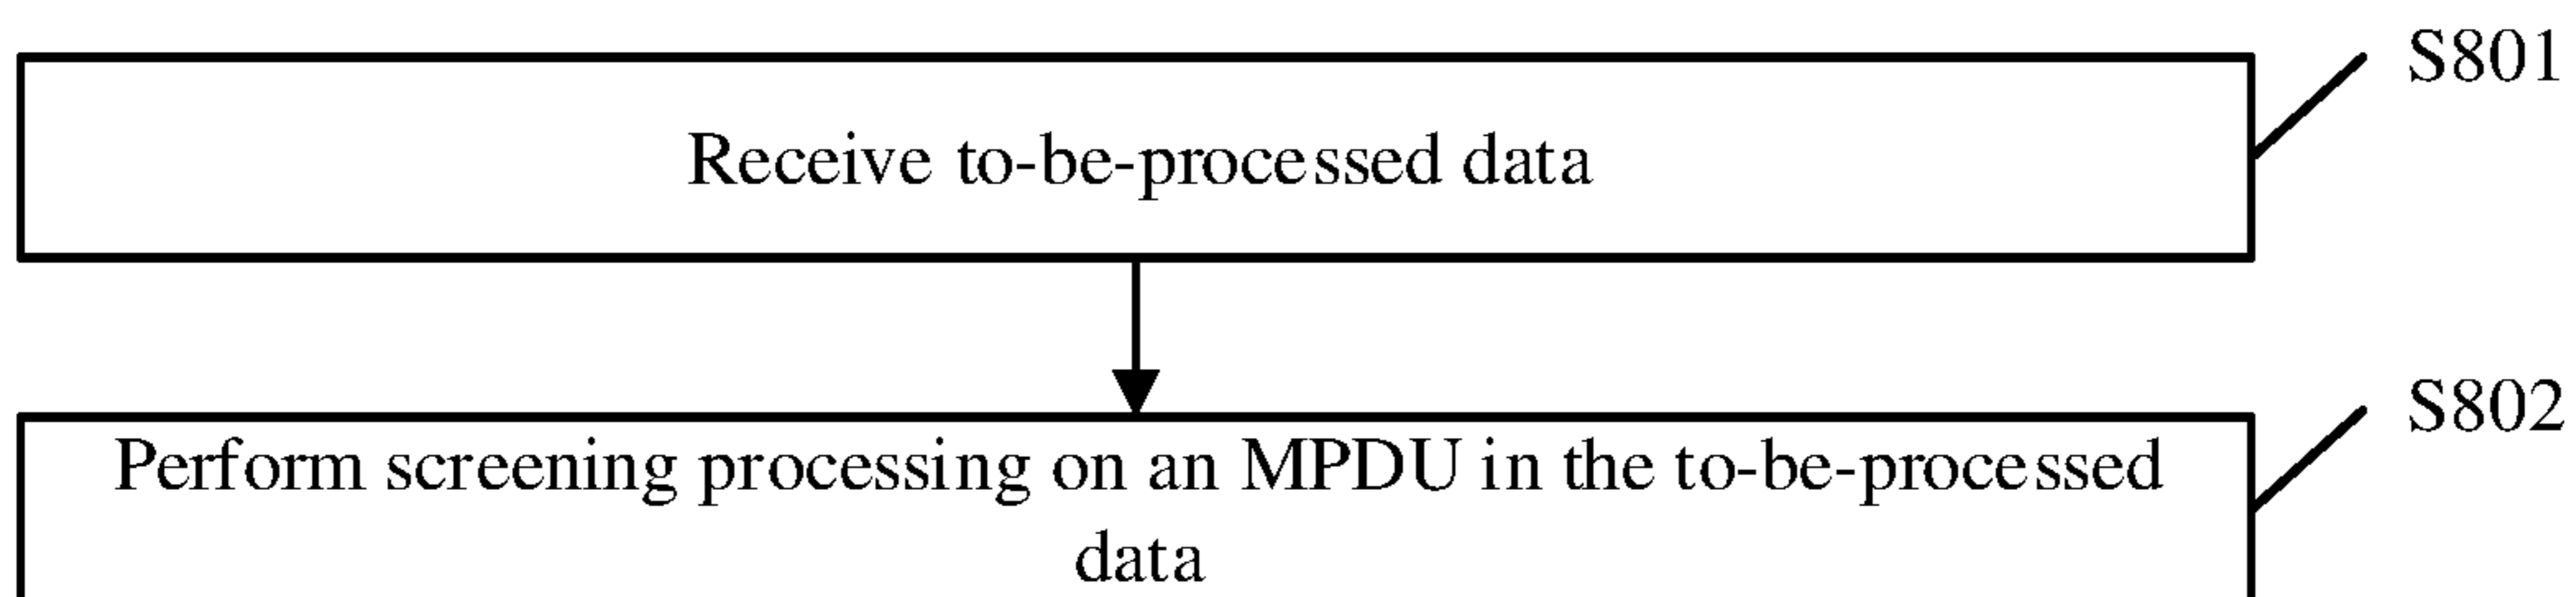 S801
Receive to-be-processed data
S802
Perform screening processing on an MPDU in the to-be-processed
data